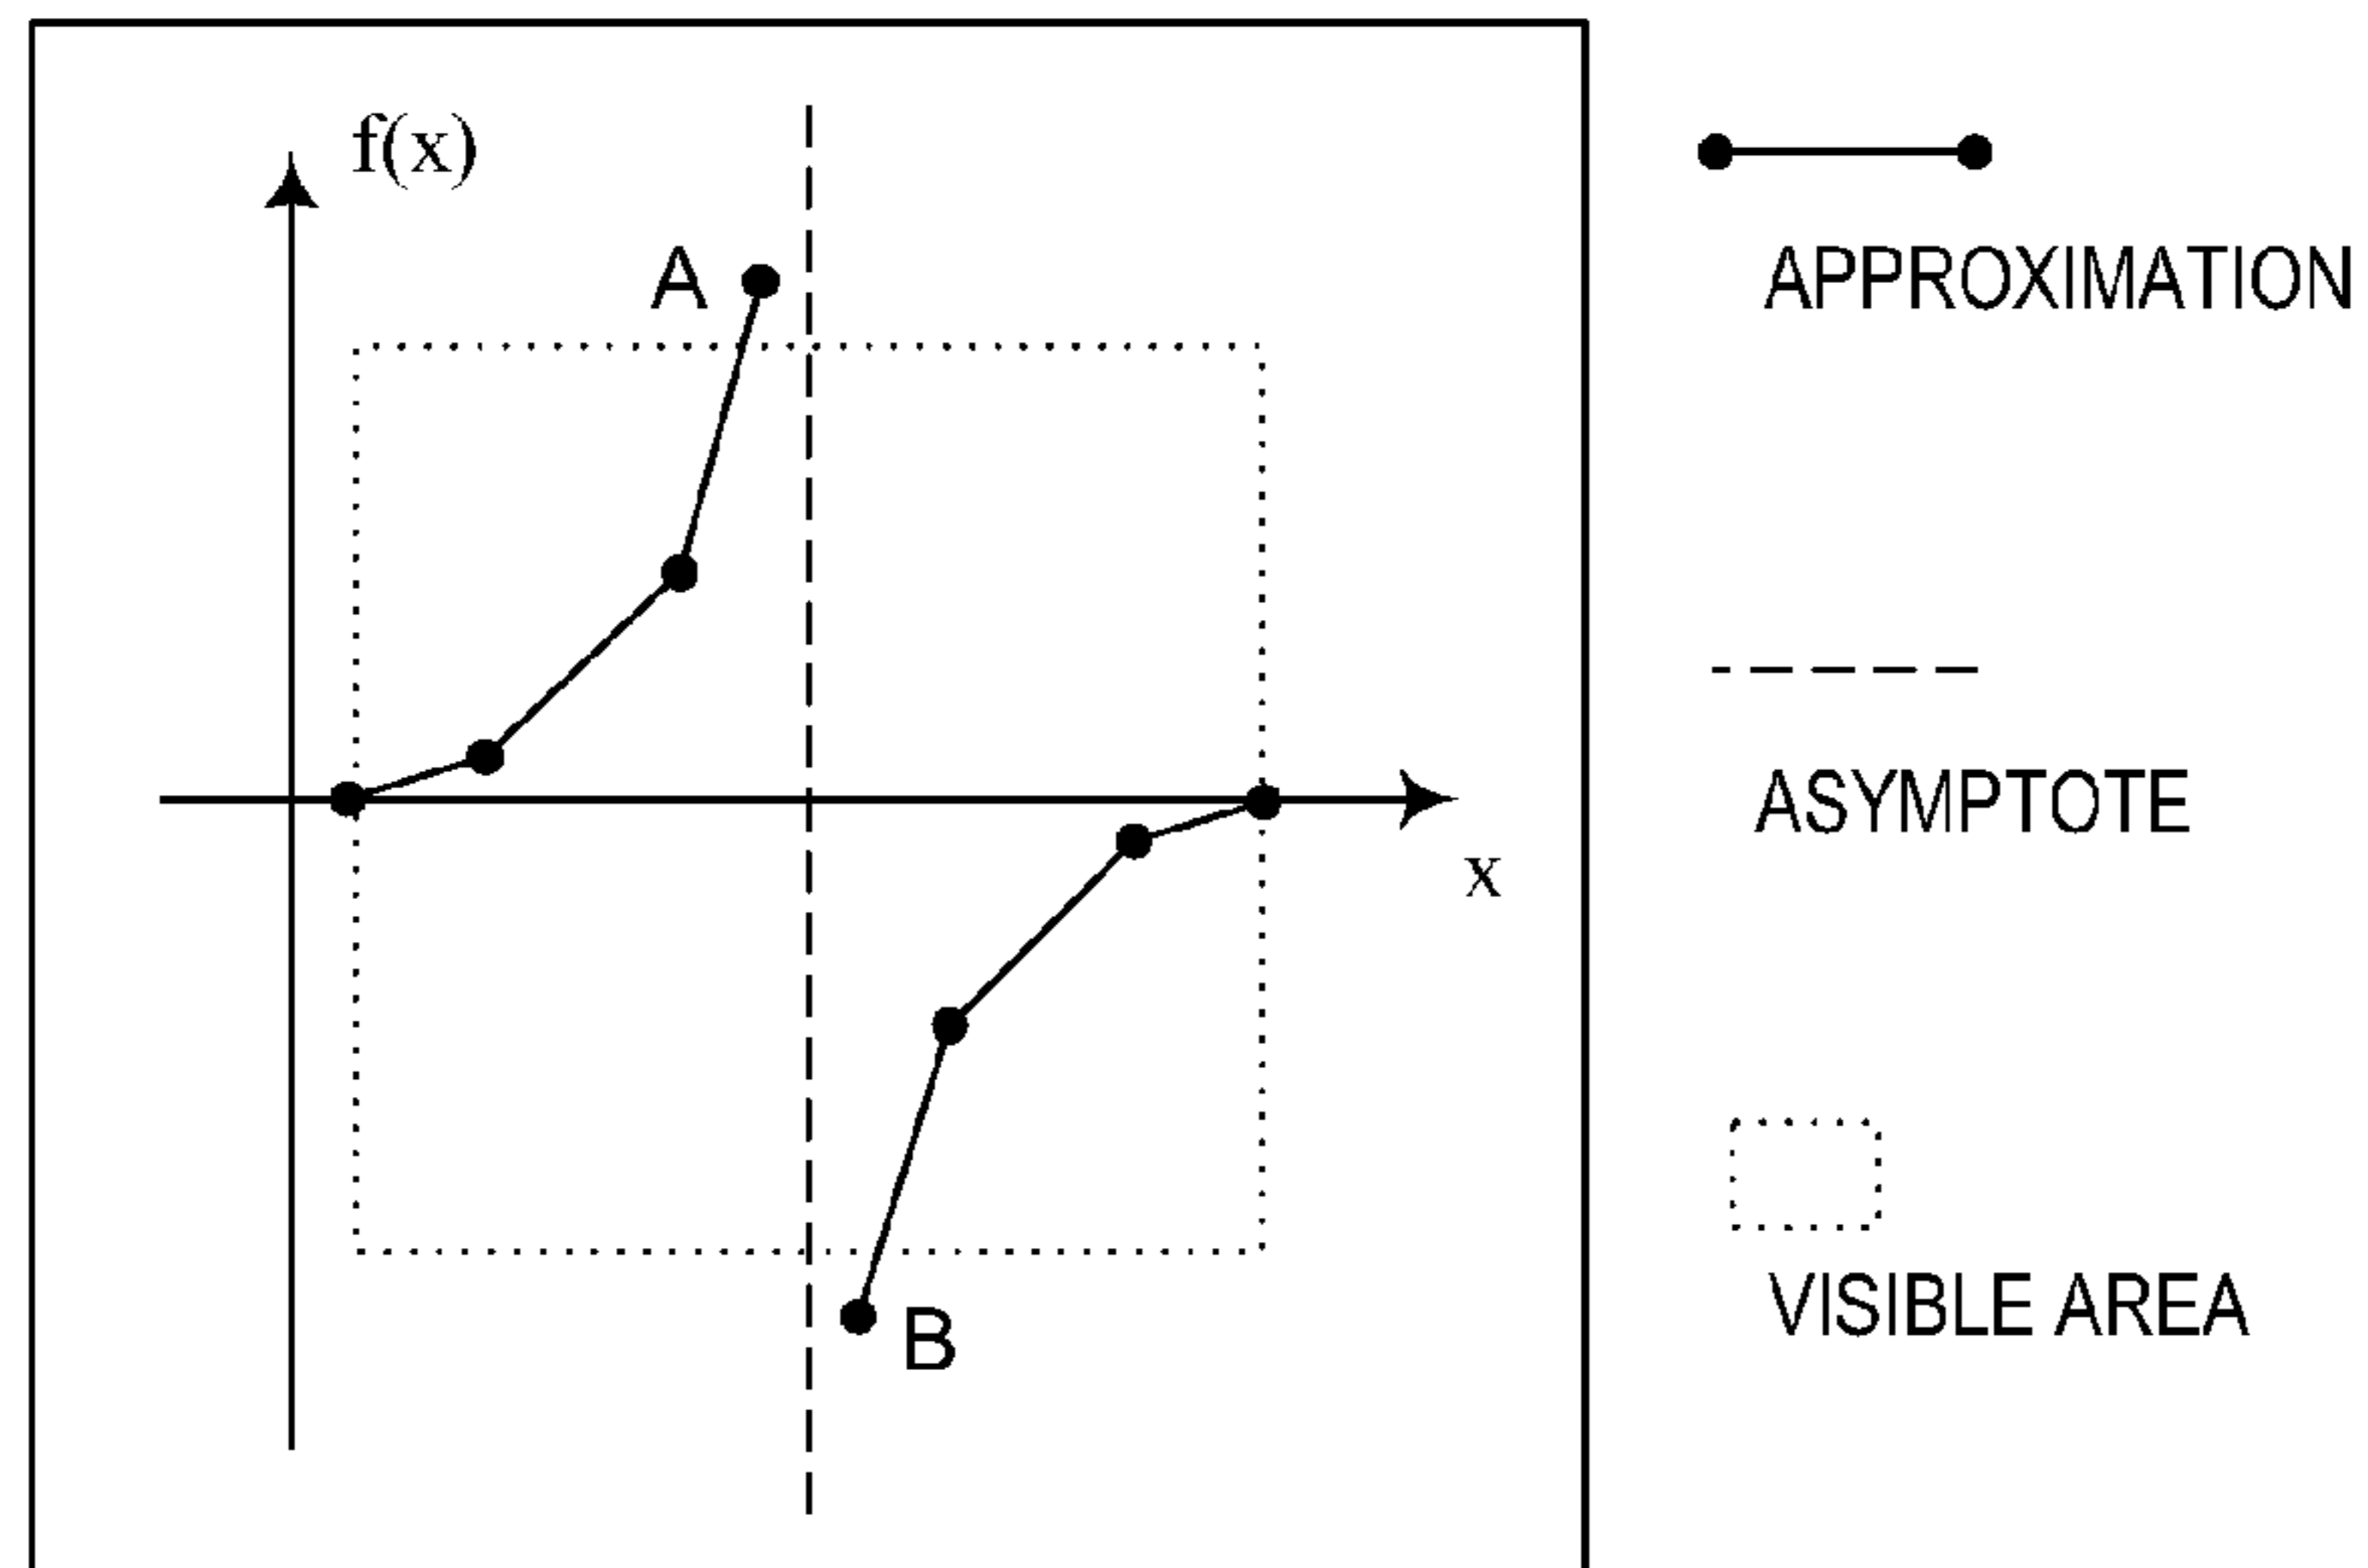 f(x)
A
x
B
APPROXIMATION
ASYMPTOTE
VISIBLE AREA